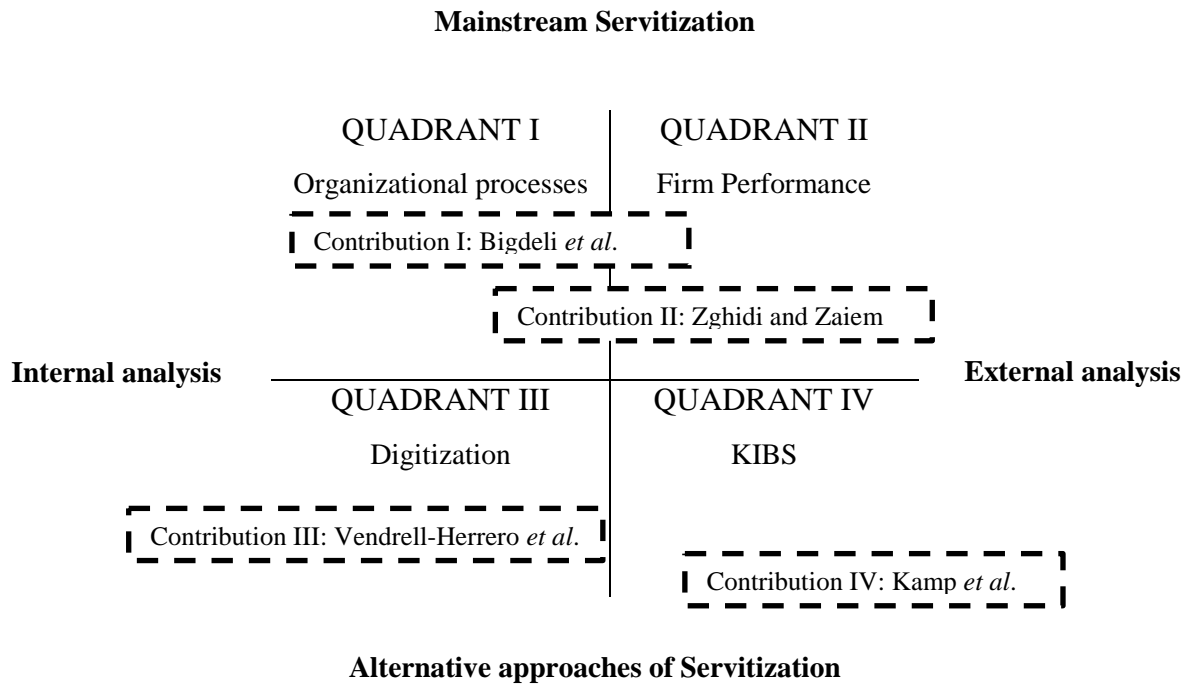 Mainstream Servitization
QUADRANT I
QUADRANT II
Organizational processes
Firm Performance
Contribution I: Bigdeli et al.
Contribution II: Zghidi and Zaiem
Internal analysis
External analysis
QUADRANT III
QUADRANT IV
Digitization
KIBS
Contribution III: Vendrell-Herrero et al.
Contribution IV: Kamp et al.
Alternative approaches of Servitization